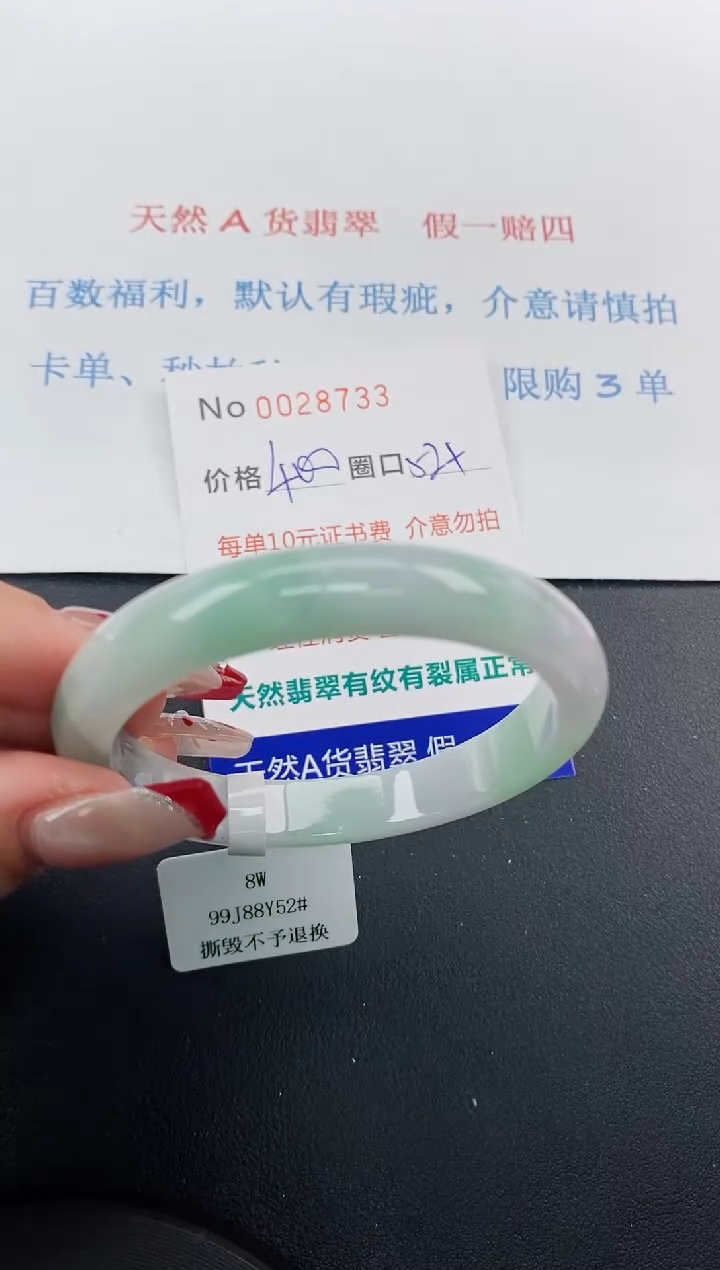 天然A货翡翠 假一赔四
百数福利，默认有瑕疵，介意请慎拍
卡单、 限购3单
No 0028733
价格400 圈口52+
每单10元证书费 介意勿拍
天然翡翠有纹有裂属正常
天然A货翡翠 假一
8W
99J88Y52#
撕毁不予退换